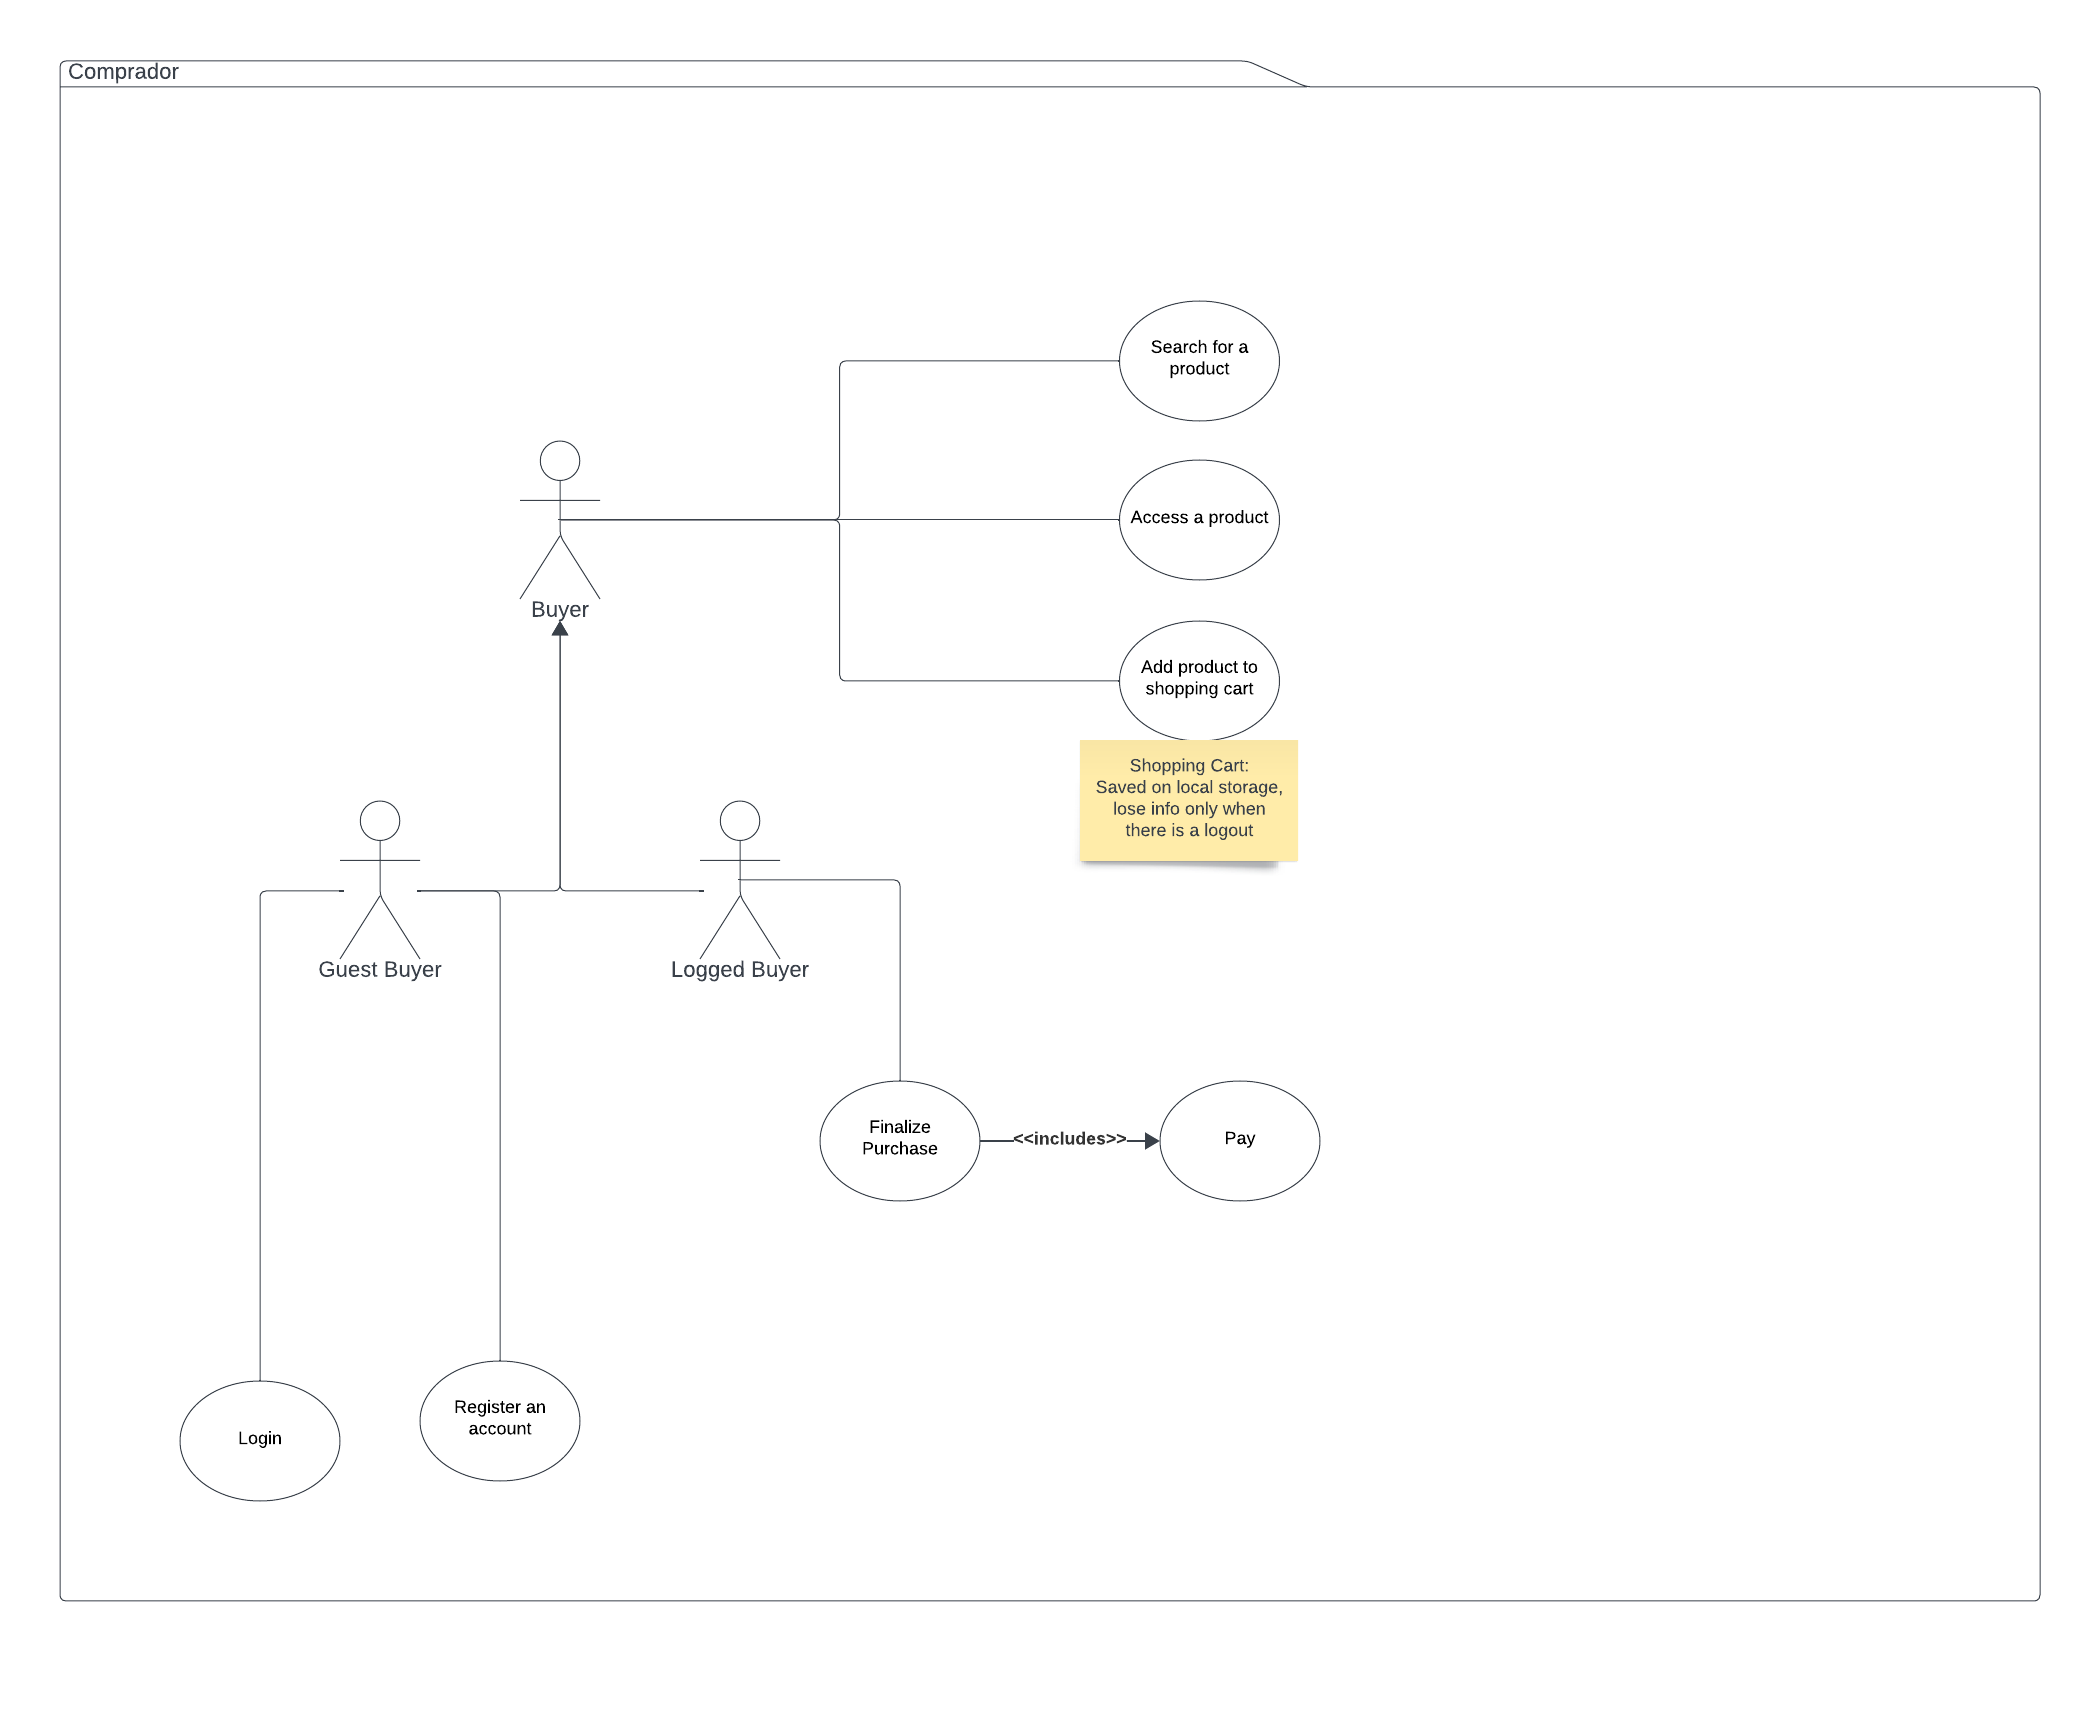 Comprador
Search for a
product
Access a product
Buyer
Add product to
shopping cart
Shopping Cart:
Saved on local storage,
lose info only when
there is a logout
Guest Buyer
Logged Buyer
Finalize
Purchase
<<includes>>
Pay
Register an
account
Login